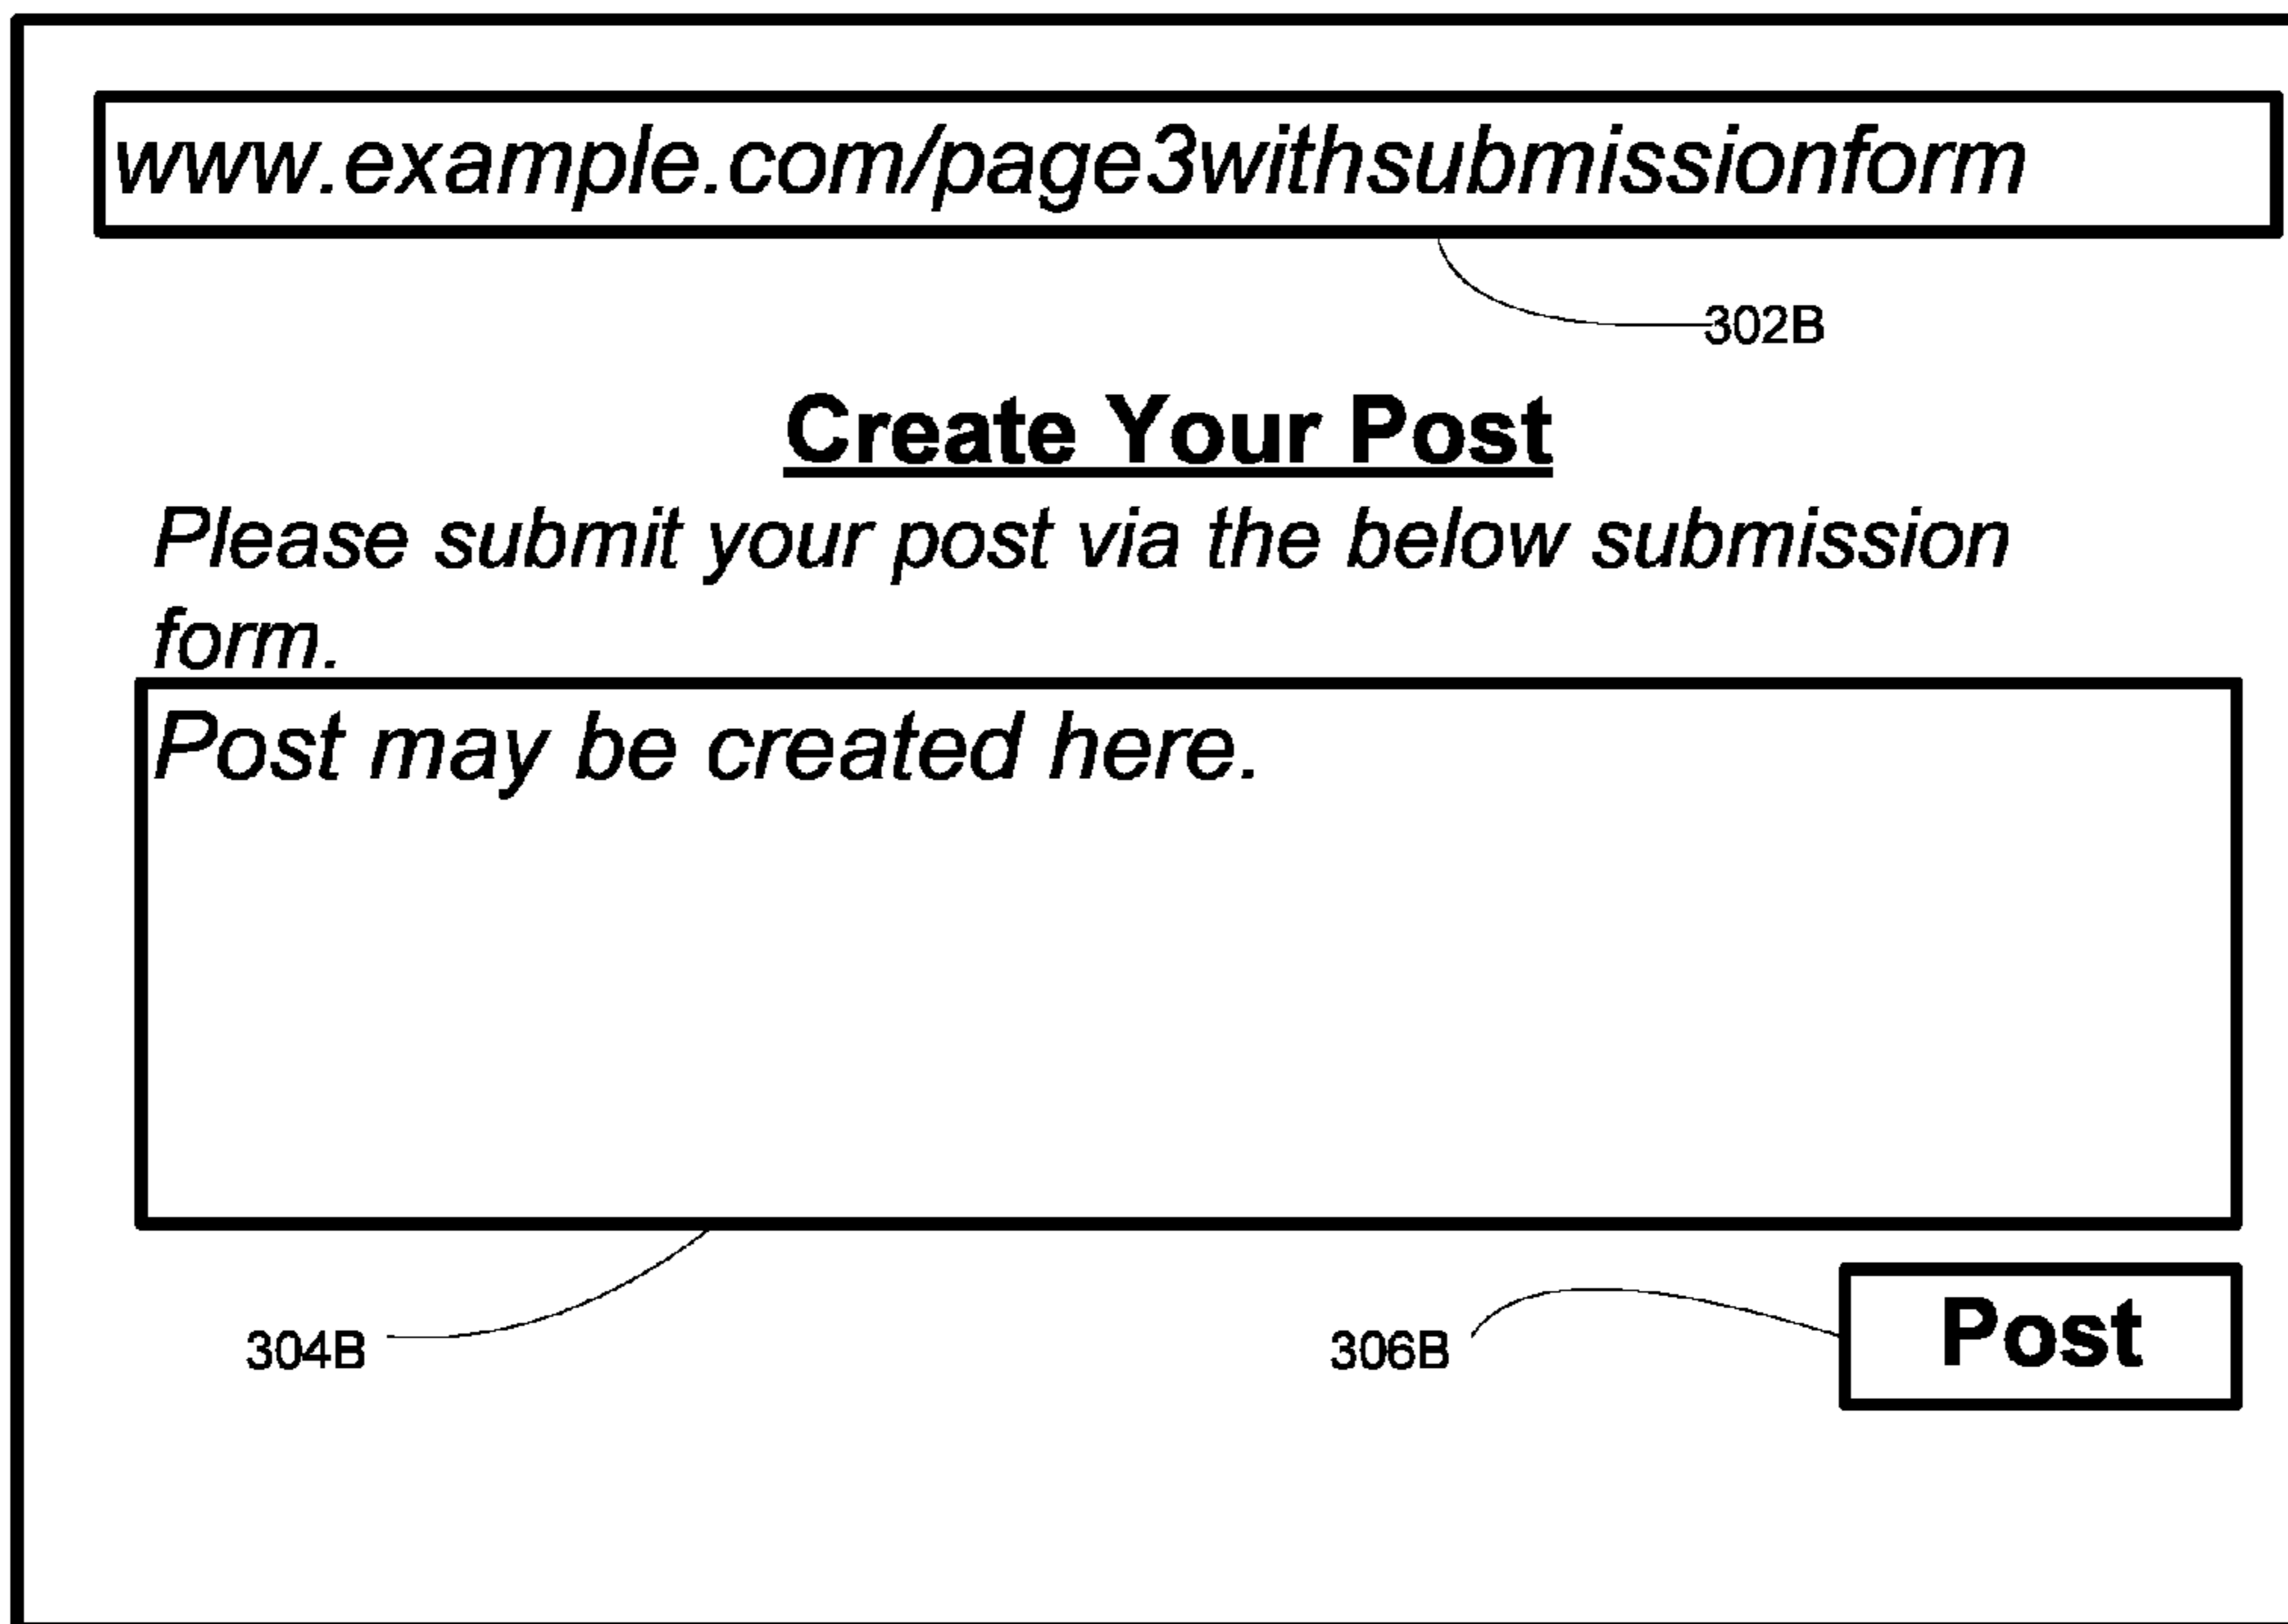 www.example.com/page3withsubmissionform
302B
Create Your Post
Please submit your post via the below submission
form.
Post may be created here.
304B
306B
Post